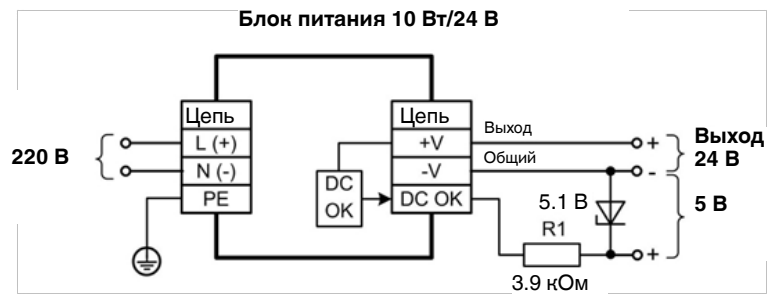 Блок питания 10 Вт/24 В
Цепь
L (+)
N (-)
PE
220 В
DC
OK
Цепь
+V
-V
DC OK
Выход
Общий
+
-
Выход
24 В
5.1 В
5 В
R1
+
3.9 кОм